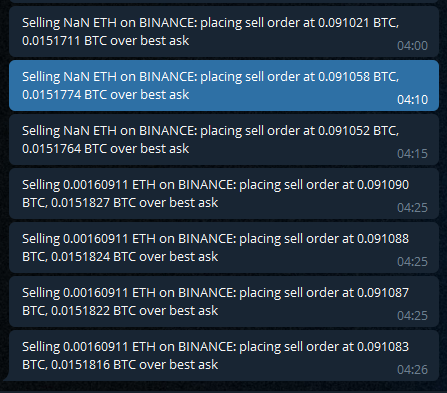 Selling NaN ETH on BINANCE: placing sell order at 0.091021 BTC,
0.0151711 BTC over best ask
04:00
Selling NaN ETH on BINANCE: placing sell order at 0.091058 BTC,
0.0151774 BTC over best ask
04:10
Selling NaN ETH on BINANCE: placing sell order at 0.091052 BTC,
0.0151764 BTC over best ask
04:15
Selling 0.00160911 ETH on BINANCE: placing sell order at 0.091090
BTC, 0.0151827 BTC over best ask
04:25
Selling 0.00160911 ETH on BINANCE: placing sell order at 0.091088
BTC, 0.0151824 BTC over best ask
04:25
Selling 0.00160911 ETH on BINANCE: placing sell order at 0.091087
BTC, 0.0151822 BTC over best ask
04:25
Selling 0.00160911 ETH on BINANCE: placing sell order at 0.091083
BTC, 0.0151816 BTC over best ask
04:26